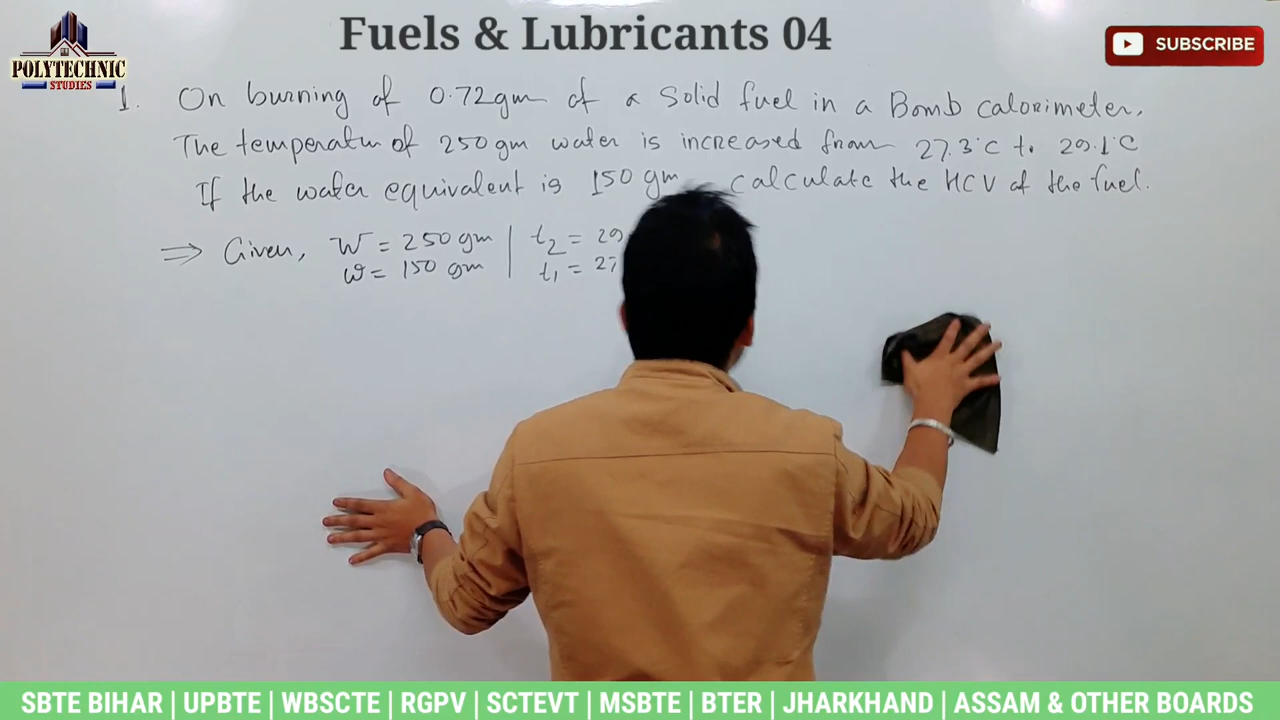 Fuels & Lubricants 04
POLYTECHNIC
STUDIES
SUBSCRIBE
1. On burning of 0.72gm of a Solid fuel in a Bomb calorimeter,
The temperatur of 250 gm water is increased from 27.3°C to 29.1°C
If the water equivalent is 150 gm calculate the HCV of the fuel.
⇒ Given, W = 250 gm | t₂ = 29
w = 150 gm | t₁ = 27
SBTE BIHAR | UPBTE | WBSCTE | RGPV | SCTEVT | MSBTE | BTER | JHARKHAND | ASSAM & OTHER BOARDS